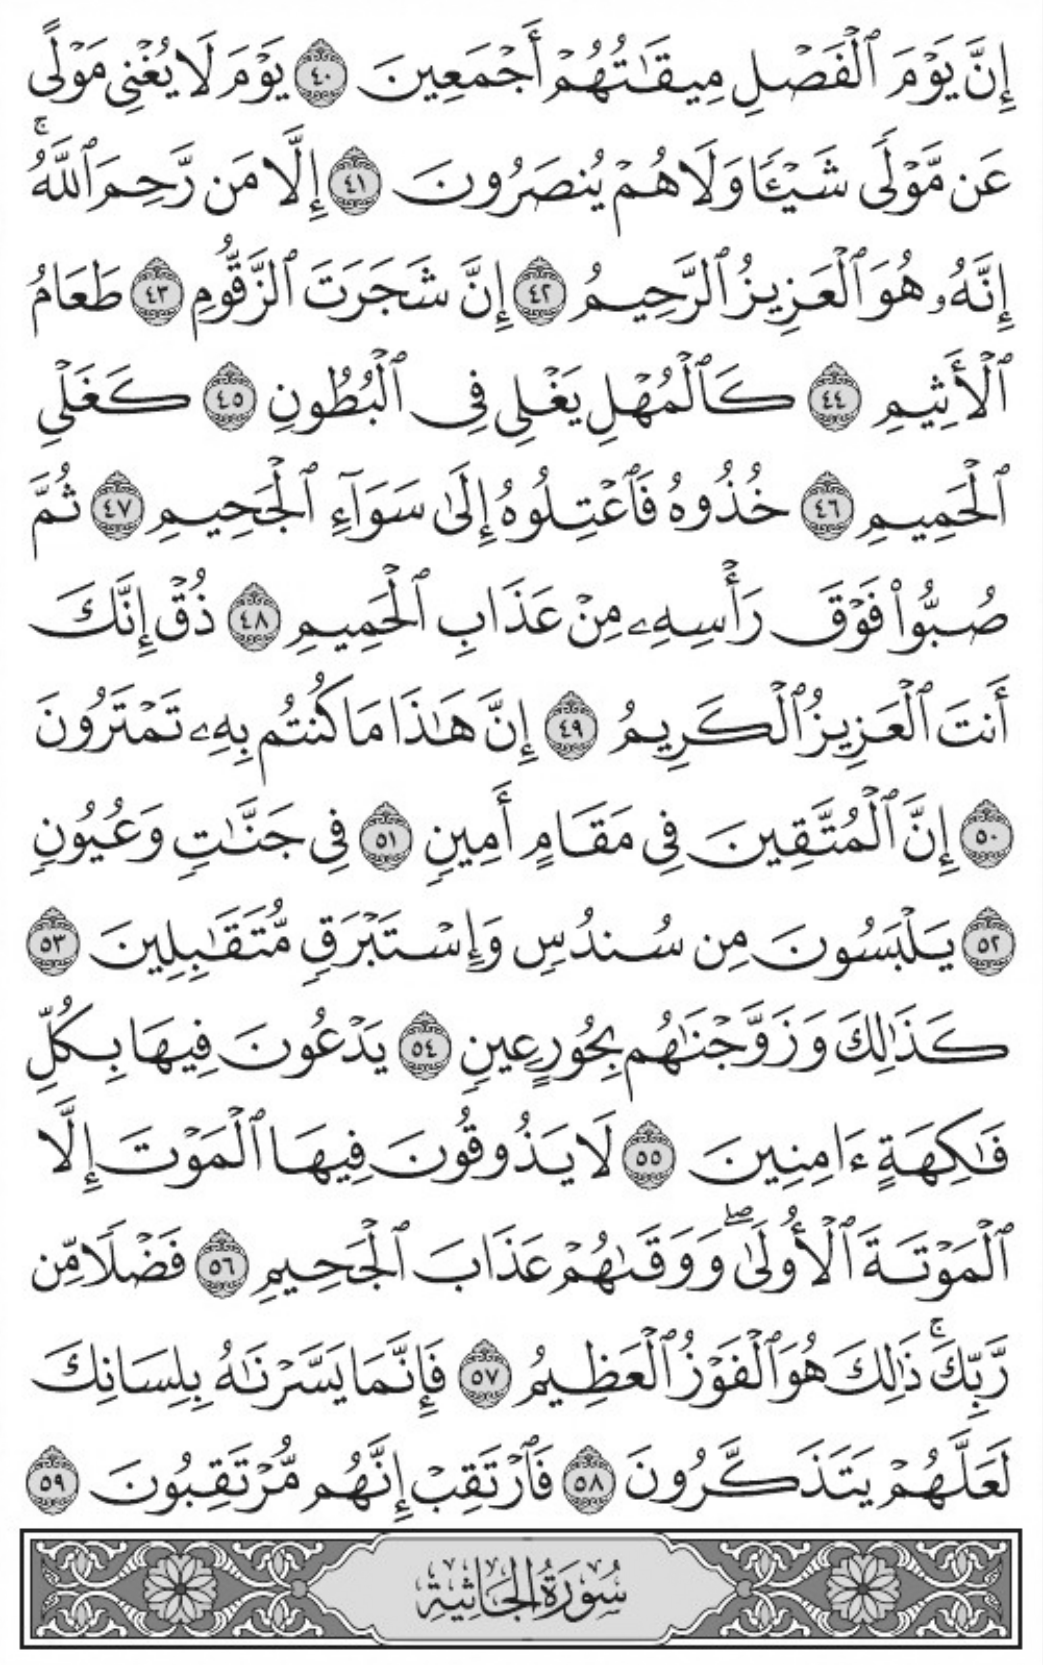 إِنَّ يَوْمَ ٱلْفَصْلِ مِيقَـٰتُهُمْ أَجْمَعِينَ ٤٠ يَوْمَ لَا يُغْنِى مَوْلًى
عَن مَّوْلًى شَيْـًٔا وَلَا هُمْ يُنصَرُونَ ٤١ إِلَّا مَن رَّحِمَ ٱللَّهُ ۚ
إِنَّهُۥ هُوَ ٱلْعَزِيزُ ٱلرَّحِيمُ ٤٢ إِنَّ شَجَرَتَ ٱلزَّقُّومِ ٤٣ طَعَامُ
ٱلْأَثِيمِ ٤٤ كَٱلْمُهْلِ يَغْلِى فِى ٱلْبُطُونِ ٤٥ كَغَلْىِ
ٱلْحَمِيمِ ٤٦ خُذُوهُ فَٱعْتِلُوهُ إِلَىٰ سَوَآءِ ٱلْجَحِيمِ ٤٧ ثُمَّ
صُبُّوا۟ فَوْقَ رَأْسِهِۦ مِنْ عَذَابِ ٱلْحَمِيمِ ٤٨ ذُقْ إِنَّكَ
أَنتَ ٱلْعَزِيزُ ٱلْكَرِيمُ ٤٩ إِنَّ هَـٰذَا مَا كُنتُم بِهِۦ تَمْتَرُونَ
٥٠ إِنَّ ٱلْمُتَّقِينَ فِى مَقَامٍ أَمِينٍ ٥١ فِى جَنَّـٰتٍ وَعُيُونٍ
٥٢ يَلْبَسُونَ مِن سُندُسٍ وَإِسْتَبْرَقٍ مُّتَقَـٰبِلِينَ ٥٣
كَذَٰلِكَ وَزَوَّجْنَـٰهُم بِحُورٍ عِينٍ ٥٤ يَدْعُونَ فِيهَا بِكُلِّ
فَـٰكِهَةٍ ءَامِنِينَ ٥٥ لَا يَذُوقُونَ فِيهَا ٱلْمَوْتَ إِلَّا
ٱلْمَوْتَةَ ٱلْأُولَىٰ ۖ وَوَقَىٰهُمْ عَذَابَ ٱلْجَحِيمِ ٥٦ فَضْلًا مِّن
رَّبِّكَ ۚ ذَٰلِكَ هُوَ ٱلْفَوْزُ ٱلْعَظِيمُ ٥٧ فَإِنَّمَا يَسَّرْنَـٰهُ بِلِسَانِكَ
لَعَلَّهُمْ يَتَذَكَّرُونَ ٥٨ فَٱرْتَقِبْ إِنَّهُم مُّرْتَقِبُونَ ٥٩
سُورَةُ الجَاثِيَةِ